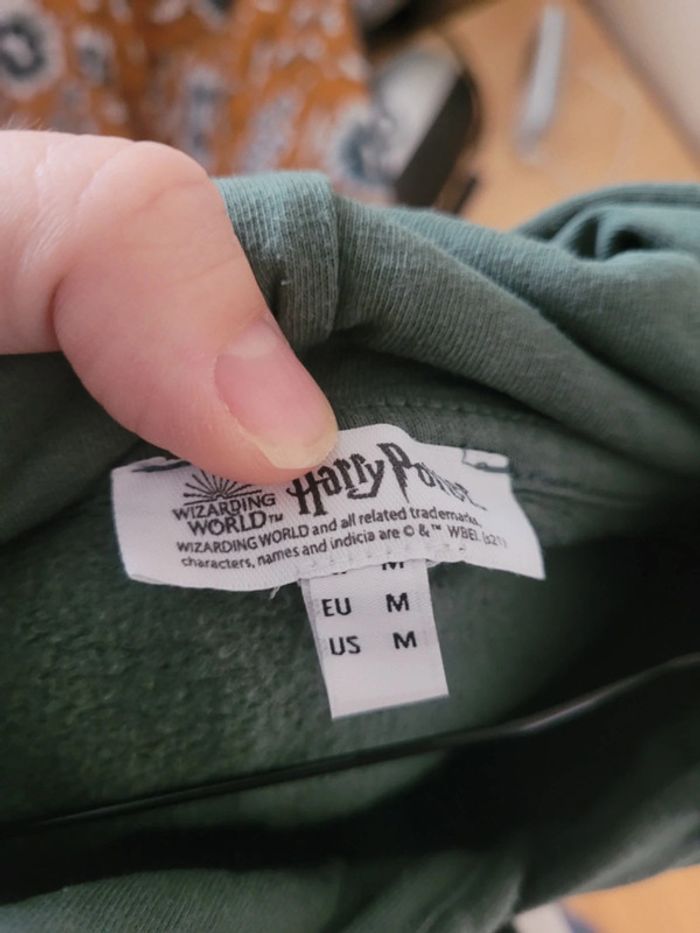 WIZARDING
WORLD™
Harry Potter
WIZARDING WORLD and all related trademarks,
characters, names and indicia are © & ™ WBEI. (s21)
M
EU M
US M